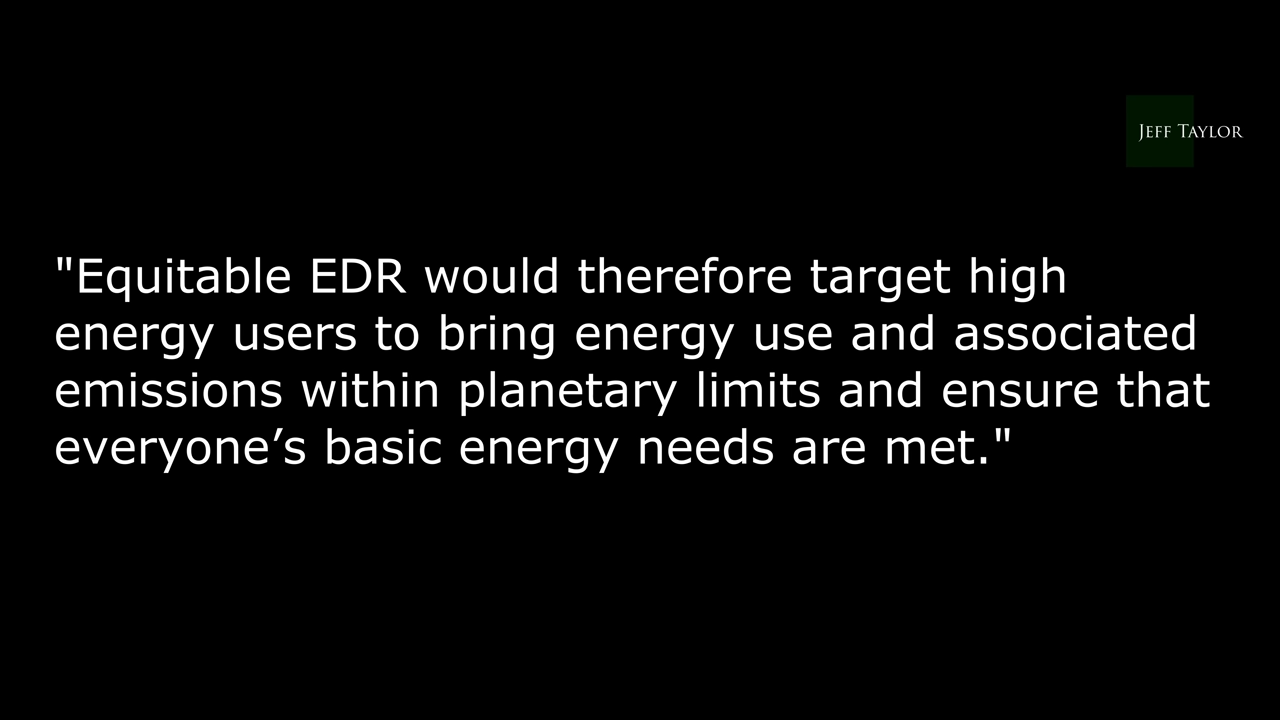 Jeff Taylor
"Equitable EDR would therefore target high
energy users to bring energy use and associated
emissions within planetary limits and ensure that
everyone’s basic energy needs are met."